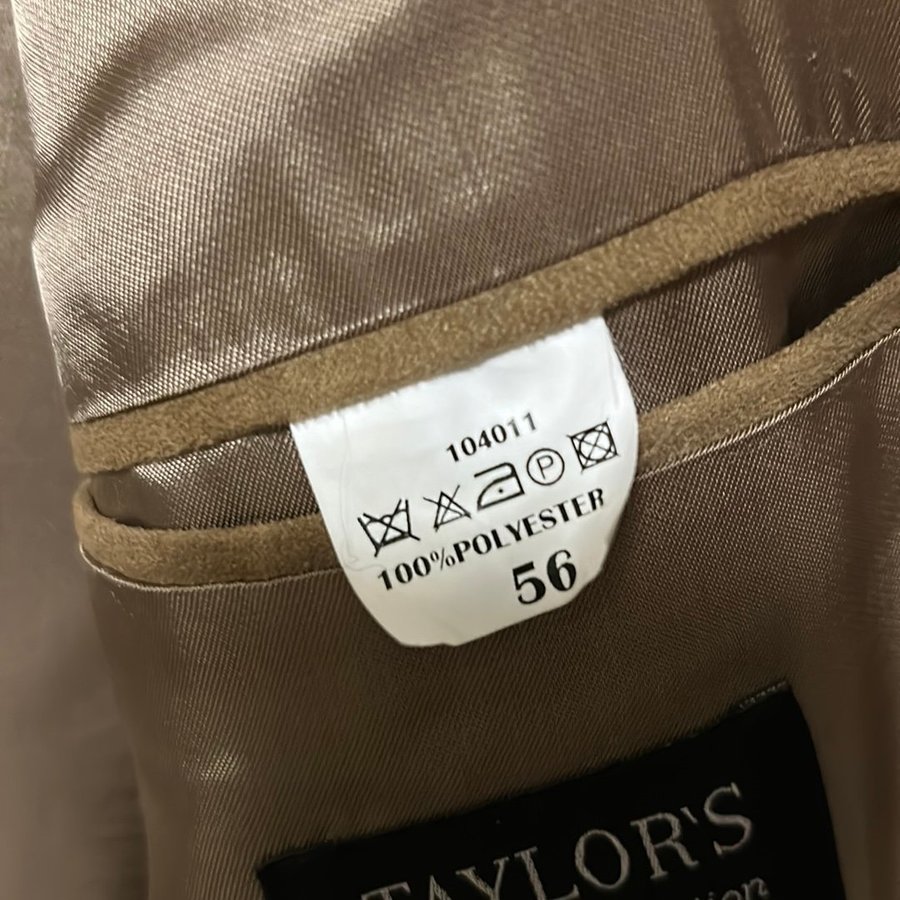 104011
P
100%POLYESTER
56
TAYLOR'S